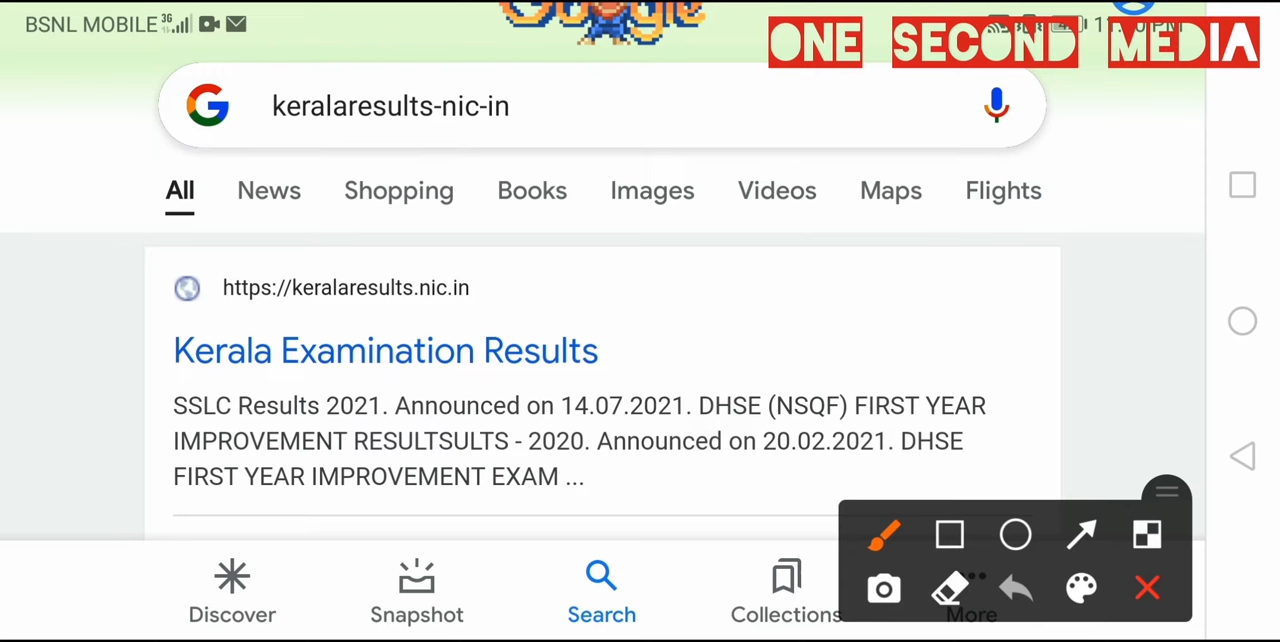 BSNL MOBILE 3G
ONE SECOND MEDIA
keralaresults-nic-in
All News Shopping Books Images Videos Maps Flights
https://keralaresults.nic.in
Kerala Examination Results
SSLC Results 2021. Announced on 14.07.2021. DHSE (NSQF) FIRST YEAR
IMPROVEMENT RESULTSULTS - 2020. Announced on 20.02.2021. DHSE
FIRST YEAR IMPROVEMENT EXAM ...
Discover Snapshot Search Collections More